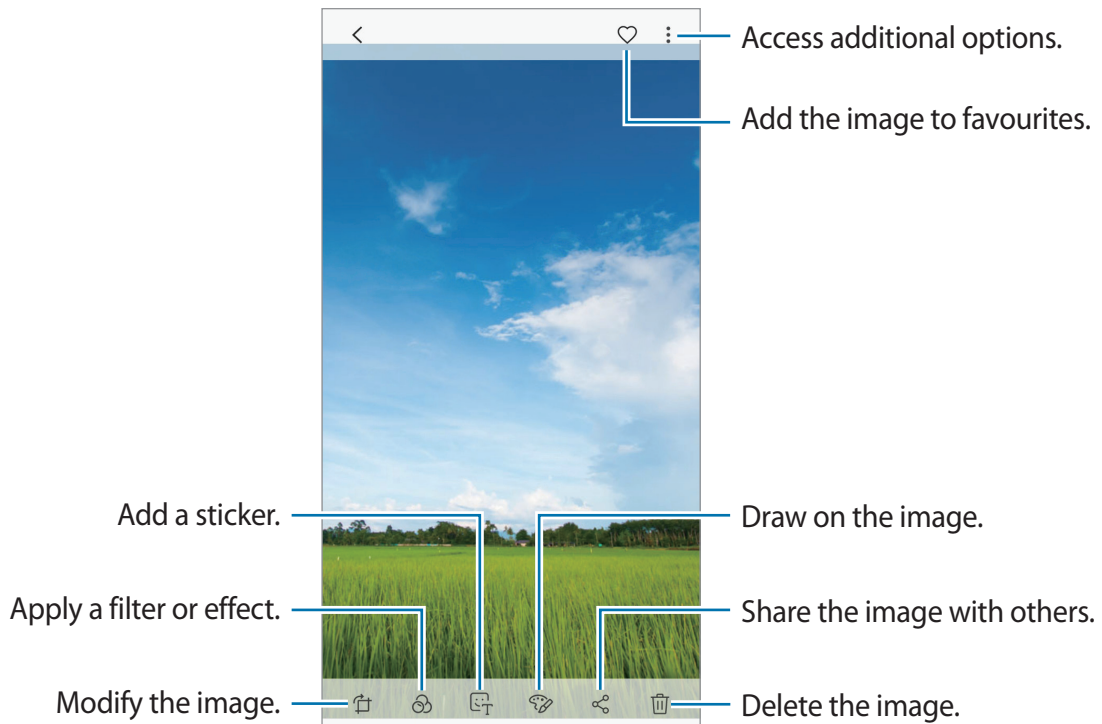 Access additional options.
Add the image to favourites.
Add a sticker.
Draw on the image.
Apply a filter or effect.
Share the image with others.
Modify the image.
Delete the image.